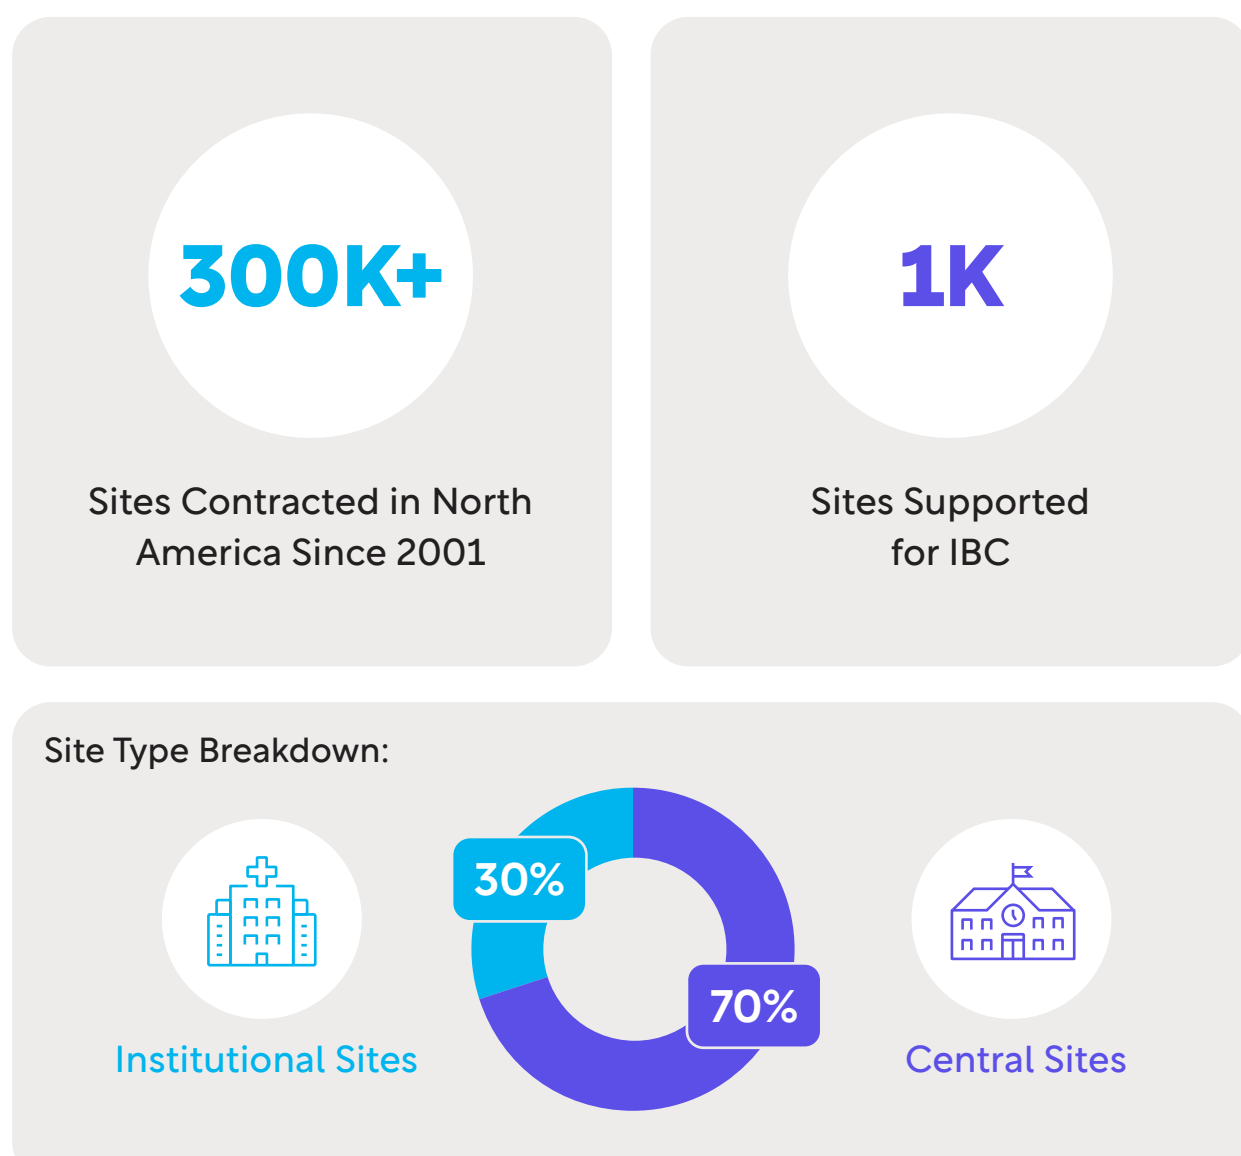 300K+
Sites Contracted in North
America Since 2001
1K
Sites Supported
for IBC
Site Type Breakdown:
30%
70%
Institutional Sites
Central Sites